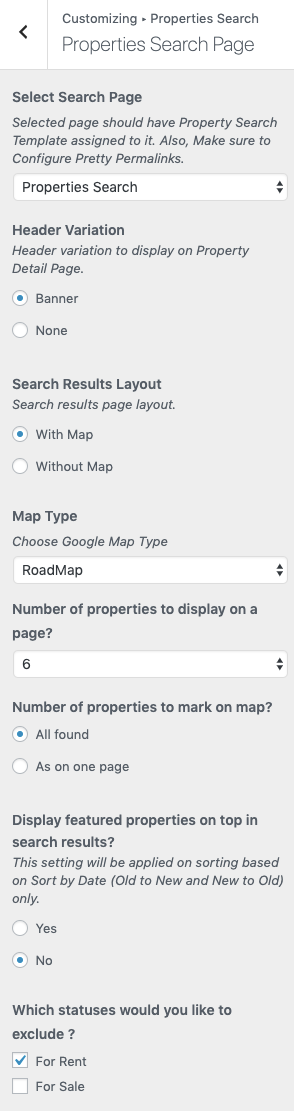 Customizing ▸ Properties Search
Properties Search Page
Select Search Page
Selected page should have Property Search
Template assigned to it. Also, Make sure to
Configure Pretty Permalinks.
Properties Search
Header Variation
Header variation to display on Property
Detail Page.
Banner
None
Search Results Layout
Search results page layout.
With Map
Without Map
Map Type
Choose Google Map Type
RoadMap
Number of properties to display on a
page?
6
Number of properties to mark on map?
All found
As on one page
Display featured properties on top in
search results?
This setting will be applied on sorting based
on Sort by Date (Old to New and New to Old)
only.
Yes
No
Which statuses would you like to
exclude ?
For Rent
For Sale